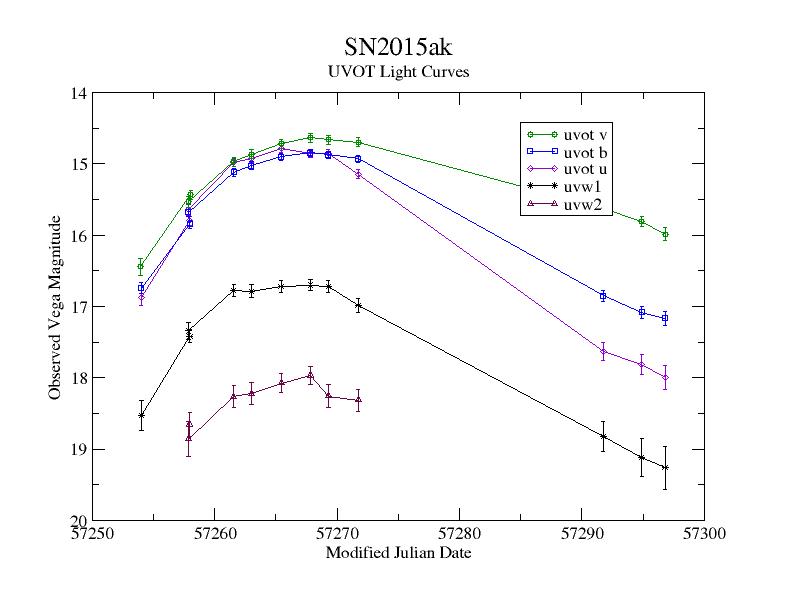 SN2015ak
UVOT Light Curves
14
15
16
17
18
19
20
Observed Vega Magnitude
uvot v
uvot b
uvot u
uvw1
uvw2
57250
57260
57270
57280
57290
57300
Modified Julian Date